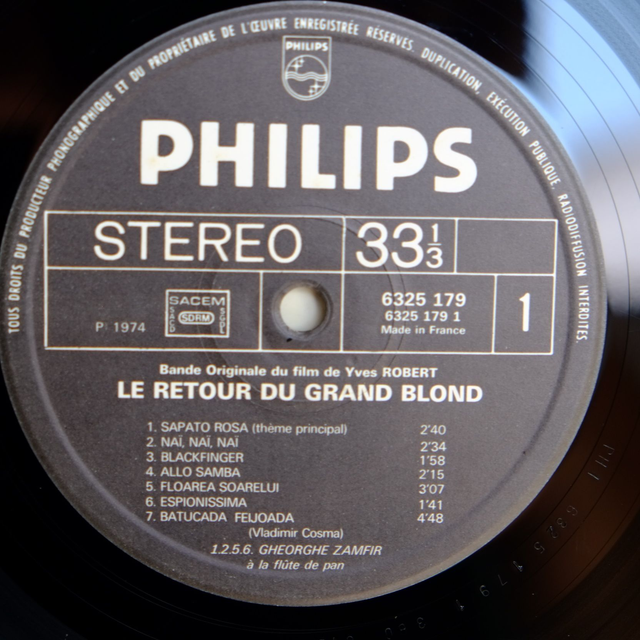 TOUS DROITS DU PRODUCTEUR PHONOGRAPHIQUE ET DU PROPRIÉTAIRE DE L'ŒUVRE ENREGISTRÉE RÉSERVÉS. DUPLICATION, EXÉCUTION PUBLIQUE, RADIODIFFUSION INTERDITES.
PHILIPS
PHILIPS
STEREO 33 1/3
P 1974
SACEM
SDRM
6325 179
6325 179 1
Made in France
1
Bande Originale du film de Yves ROBERT
LE RETOUR DU GRAND BLOND
1. SAPATO ROSA (thème principal) 2'40
2. NAÏ, NAÏ, NAÏ 2'34
3. BLACKFINGER 1'58
4. ALLO SAMBA 2'15
5. FLOAREA SOARELUI 3'07
6. ESPIONISSIMA 1'41
7. BATUCADA FEIJOADA 4'48
(Vladimir Cosma)
1.2.5.6. GHEORGHE ZAMFIR
à la flûte de pan